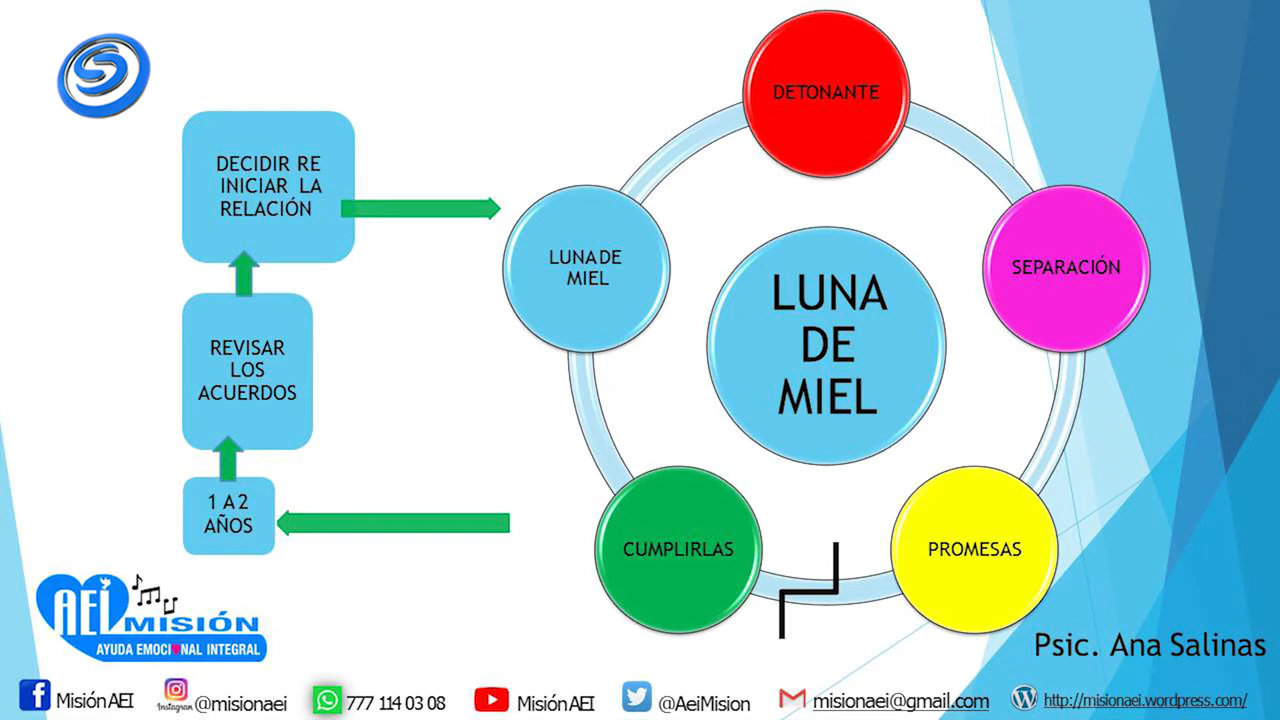 DETONANTE
DECIDIR RE
INICIAR LA
RELACIÓN
LUNA DE
MIEL
SEPARACIÓN
LUNA
DE
MIEL
REVISAR
LOS
ACUERDOS
1 A 2
AÑOS
CUMPLIRLAS
PROMESAS
AEI MISIÓN
AYUDA EMOCIONAL INTEGRAL
Psic. Ana Salinas
Misión AEI
Instagram @misionaei
777 114 03 08
Misión AEI
@AeiMision
misionaei@gmail.com
http://misionaei.wordpress.com/